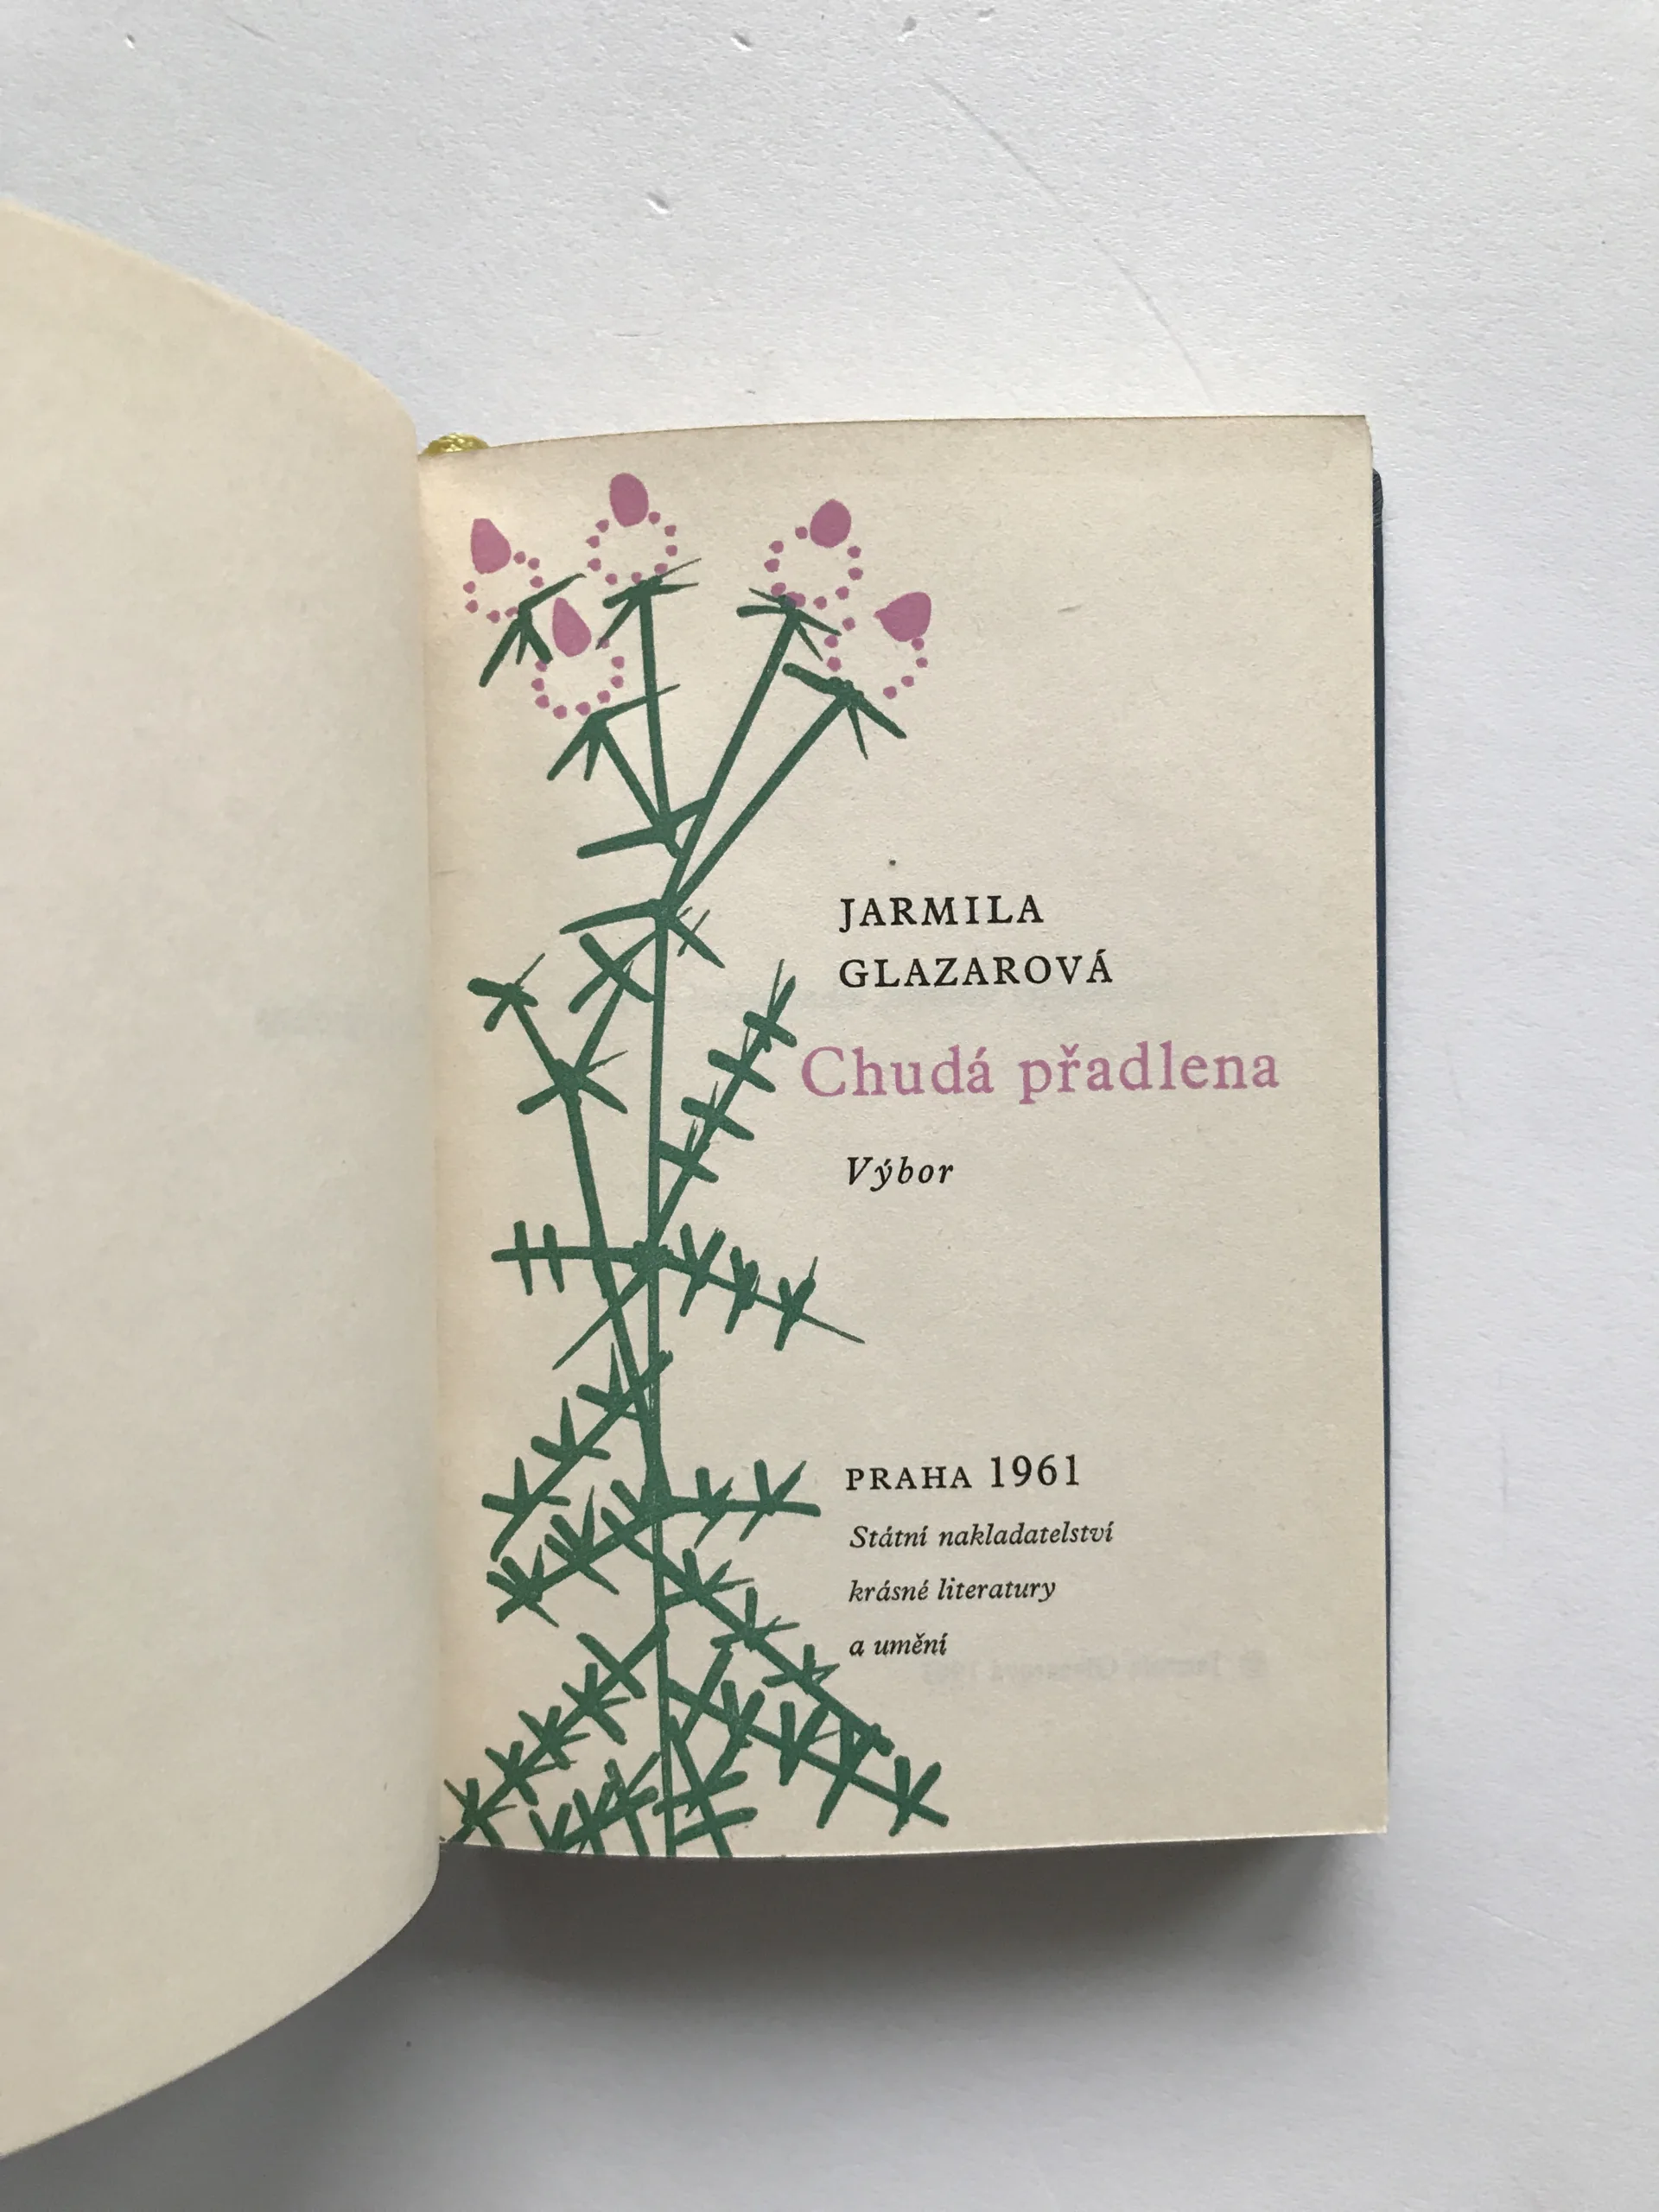 JARMILA
GLAZAROVÁ
Chudá přadlena
Výbor
PRAHA 1961
Státní nakladatelství
krásné literatury
a umění